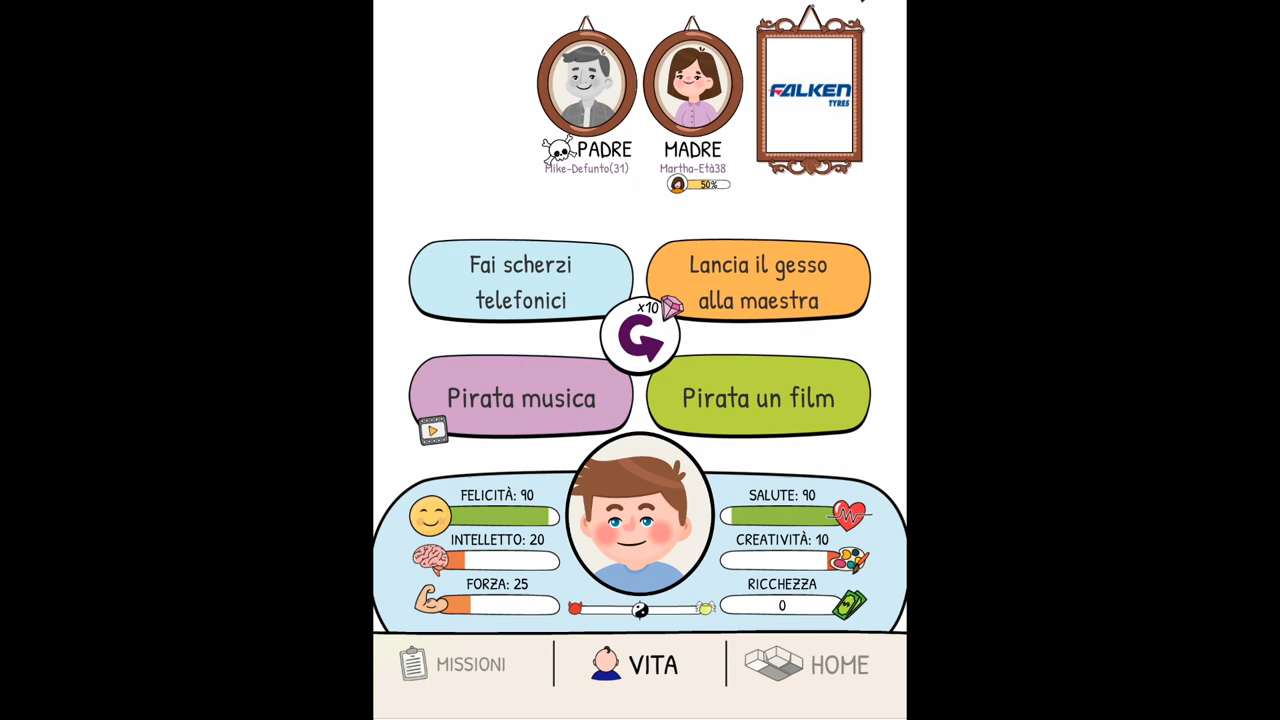 FALKEN
TYRES
PADRE
Mike-Defunto(31)
MADRE
Martha-Età38
50%
Fai scherzi
telefonici
Lancia il gesso
alla maestra
x10
Pirata musica
Pirata un film
FELICITÀ: 90
SALUTE: 90
INTELLETTO: 20
CREATIVITÀ: 10
FORZA: 25
RICCHEZZA
0
MISSIONI
VITA
HOME